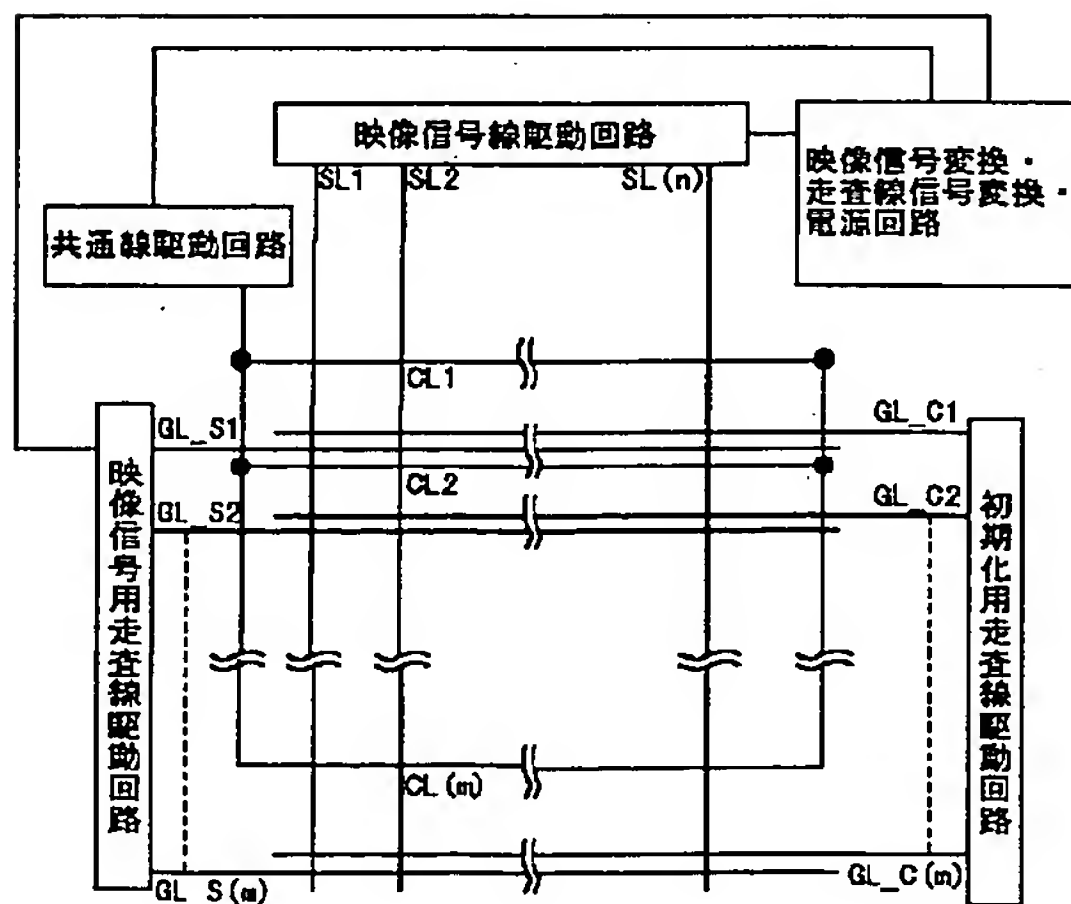 映像信号線駆動回路
映像信号変換・
走査線信号変換・
電源回路
SL1
SL2
SL(n)
共通線駆動回路
CL1
GL_S1
GL_C1
CL2
GL_S2
GL_C2
映像信号用走査線駆動回路
初期化用走査線駆動回路
CL(m)
GL_S(m)
GL_C(m)